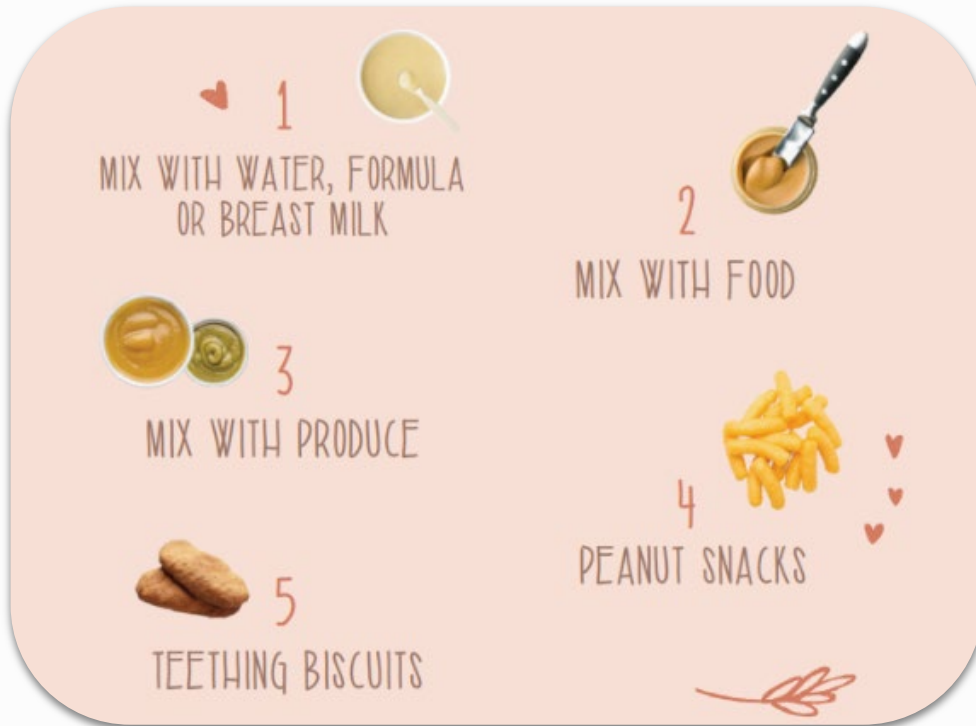 1
MIX WITH WATER, FORMULA
OR BREAST MILK
2
MIX WITH FOOD
3
MIX WITH PRODUCE
4
PEANUT SNACKS
5
TEETHING BISCUITS